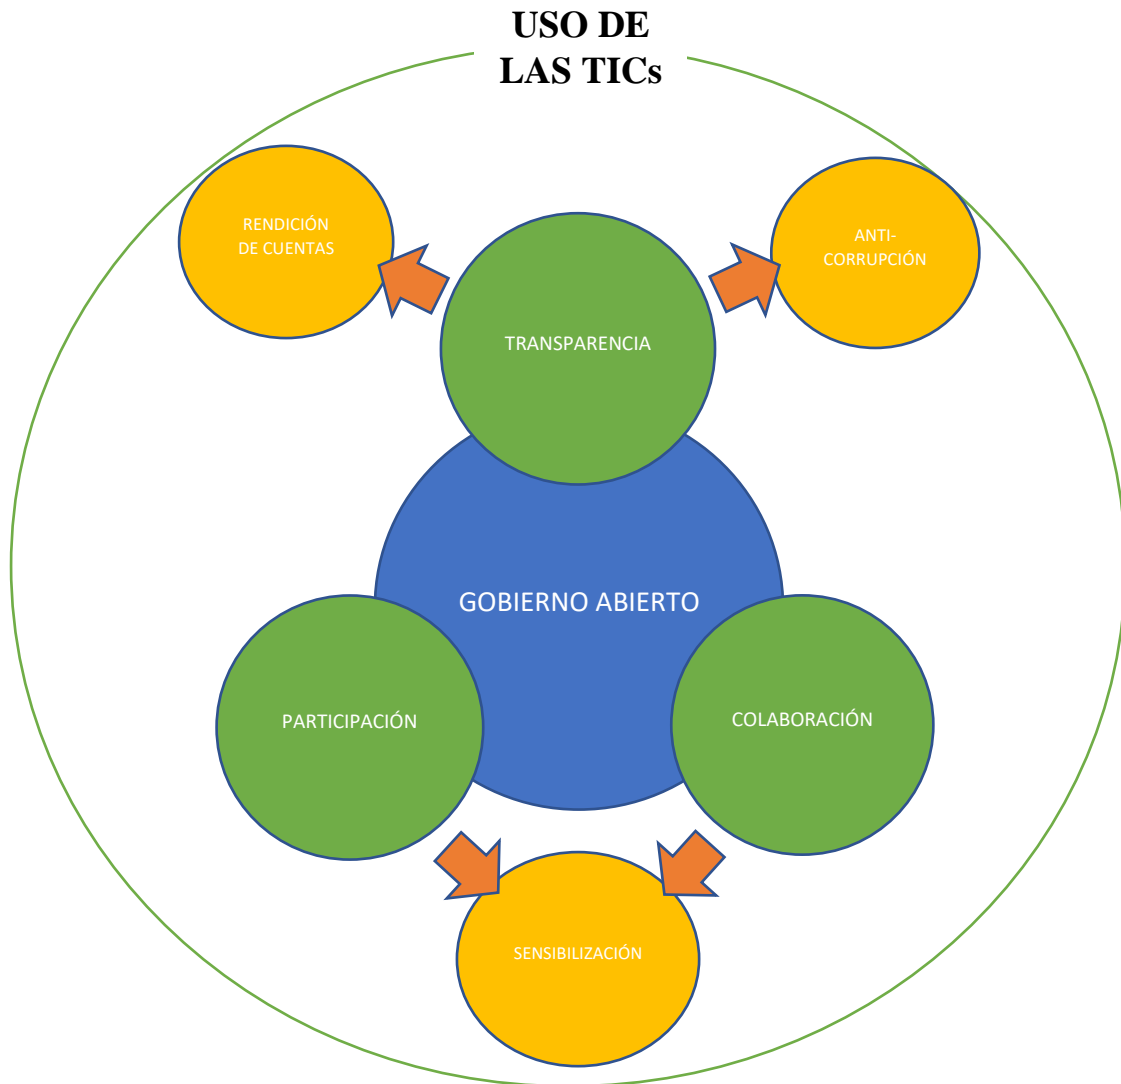 USO DE
LAS TICs
RENDICIÓN
DE CUENTAS
ANTI-
CORRUPCIÓN
TRANSPARENCIA
GOBIERNO ABIERTO
PARTICIPACIÓN
COLABORACIÓN
SENSIBILIZACIÓN